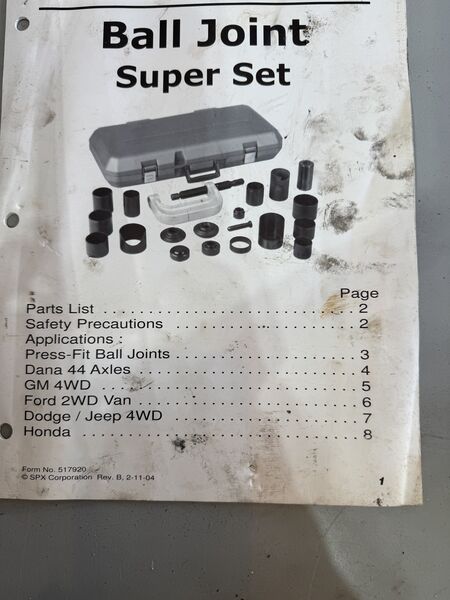 Ball Joint
Super Set
Page
Parts List . . . . . . . . . . . . . . . . . . . . . . . . . . . . 2
Safety Precautions . . . . . . . . . . . . . . . . . . . . 2
Applications :
Press-Fit Ball Joints . . . . . . . . . . . . . . . . . . . 3
Dana 44 Axles . . . . . . . . . . . . . . . . . . . . . . . . 4
GM 4WD . . . . . . . . . . . . . . . . . . . . . . . . . . . . 5
Ford 2WD Van . . . . . . . . . . . . . . . . . . . . . . . . 6
Dodge / Jeep 4WD . . . . . . . . . . . . . . . . . . . . 7
Honda . . . . . . . . . . . . . . . . . . . . . . . . . . . . . . 8
Form No. 517920
© SPX Corporation Rev. B, 2-11-04
1